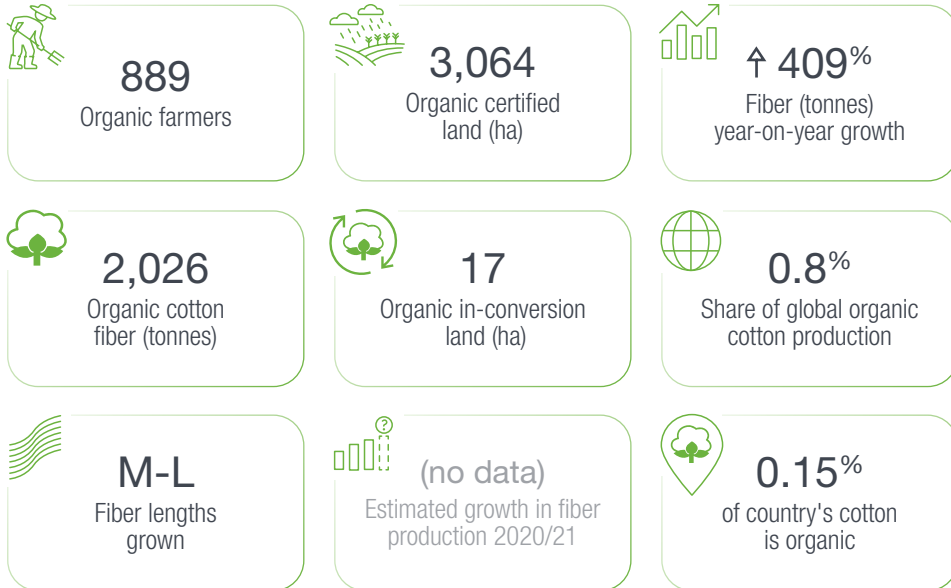 889
Organic farmers
3,064
Organic certified
land (ha)
409%
Fiber (tonnes)
year-on-year growth
2,026
Organic cotton
fiber (tonnes)
17
Organic in-conversion
land (ha)
0.8%
Share of global organic
cotton production
M-L
Fiber lengths
grown
?
(no data)
Estimated growth in fiber
production 2020/21
0.15%
of country's cotton
is organic